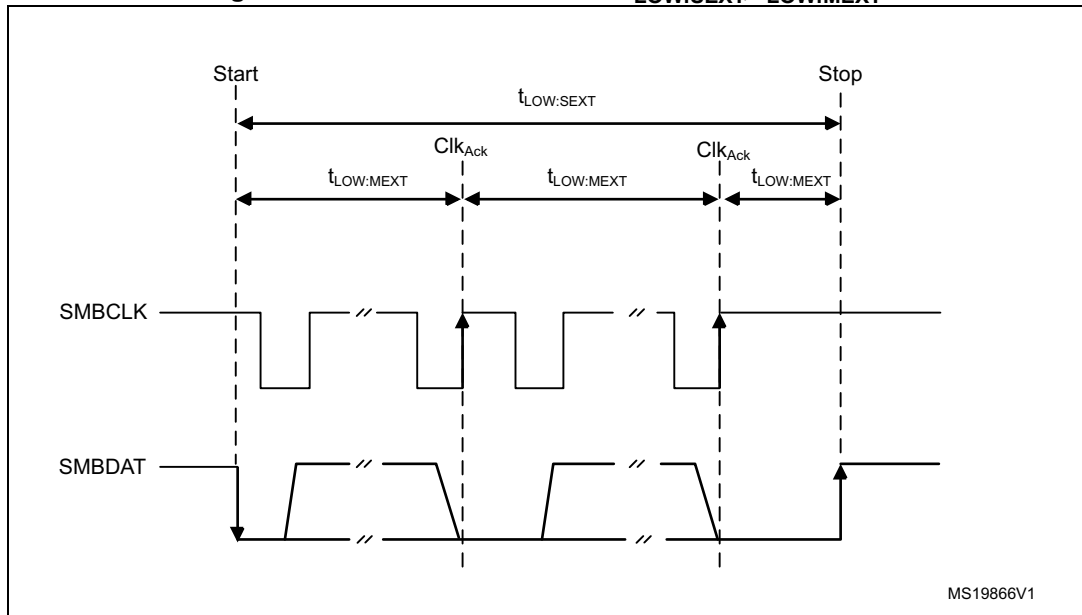 Start
Stop
tLOW:SEXT
ClkAck
ClkAck
tLOW:MEXT
tLOW:MEXT
tLOW:MEXT
SMBCLK
SMBDAT
MS19866V1